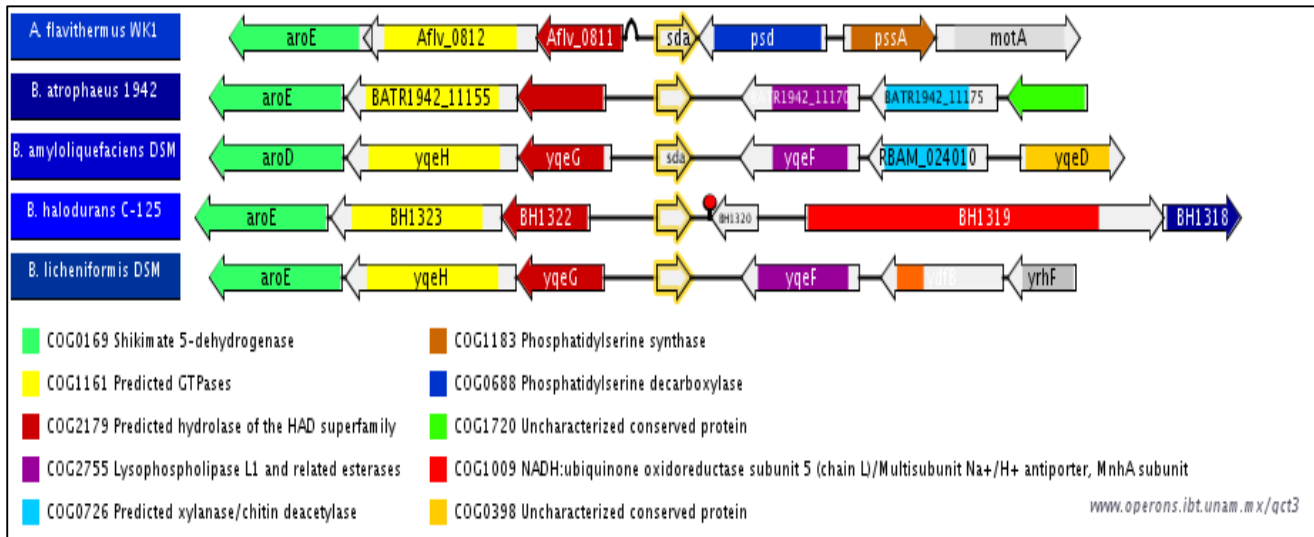 A. flavithermus WK1
aroE Aflv_0812 Aflv_0811 sda psd pssA motA
B. atrophaeus 1942
aroE BATR1942_11155 BATR1942_11170 BATR1942_11175
B. amyloliquefaciens DSM
aroD yqeH yqeG sda yqeF RBAM_024010 yqeD
B. halodurans C-125
aroE BH1323 BH1322 BH1320 BH1319 BH1318
B. licheniformis DSM
aroE yqeH yqeG yqeF ydfB yrhF
COG0169 Shikimate 5-dehydrogenase
COG1161 Predicted GTPases
COG2179 Predicted hydrolase of the HAD superfamily
COG2755 Lysophospholipase L1 and related esterases
COG0726 Predicted xylanase/chitin deacetylase
COG1183 Phosphatidylserine synthase
COG0688 Phosphatidylserine decarboxylase
COG1720 Uncharacterized conserved protein
COG1009 NADH:ubiquinone oxidoreductase subunit 5 (chain L)/Multisubunit Na+/H+ antiporter, MnhA subunit
COG0398 Uncharacterized conserved protein
www.operons.ibt.unam.mx/gct3